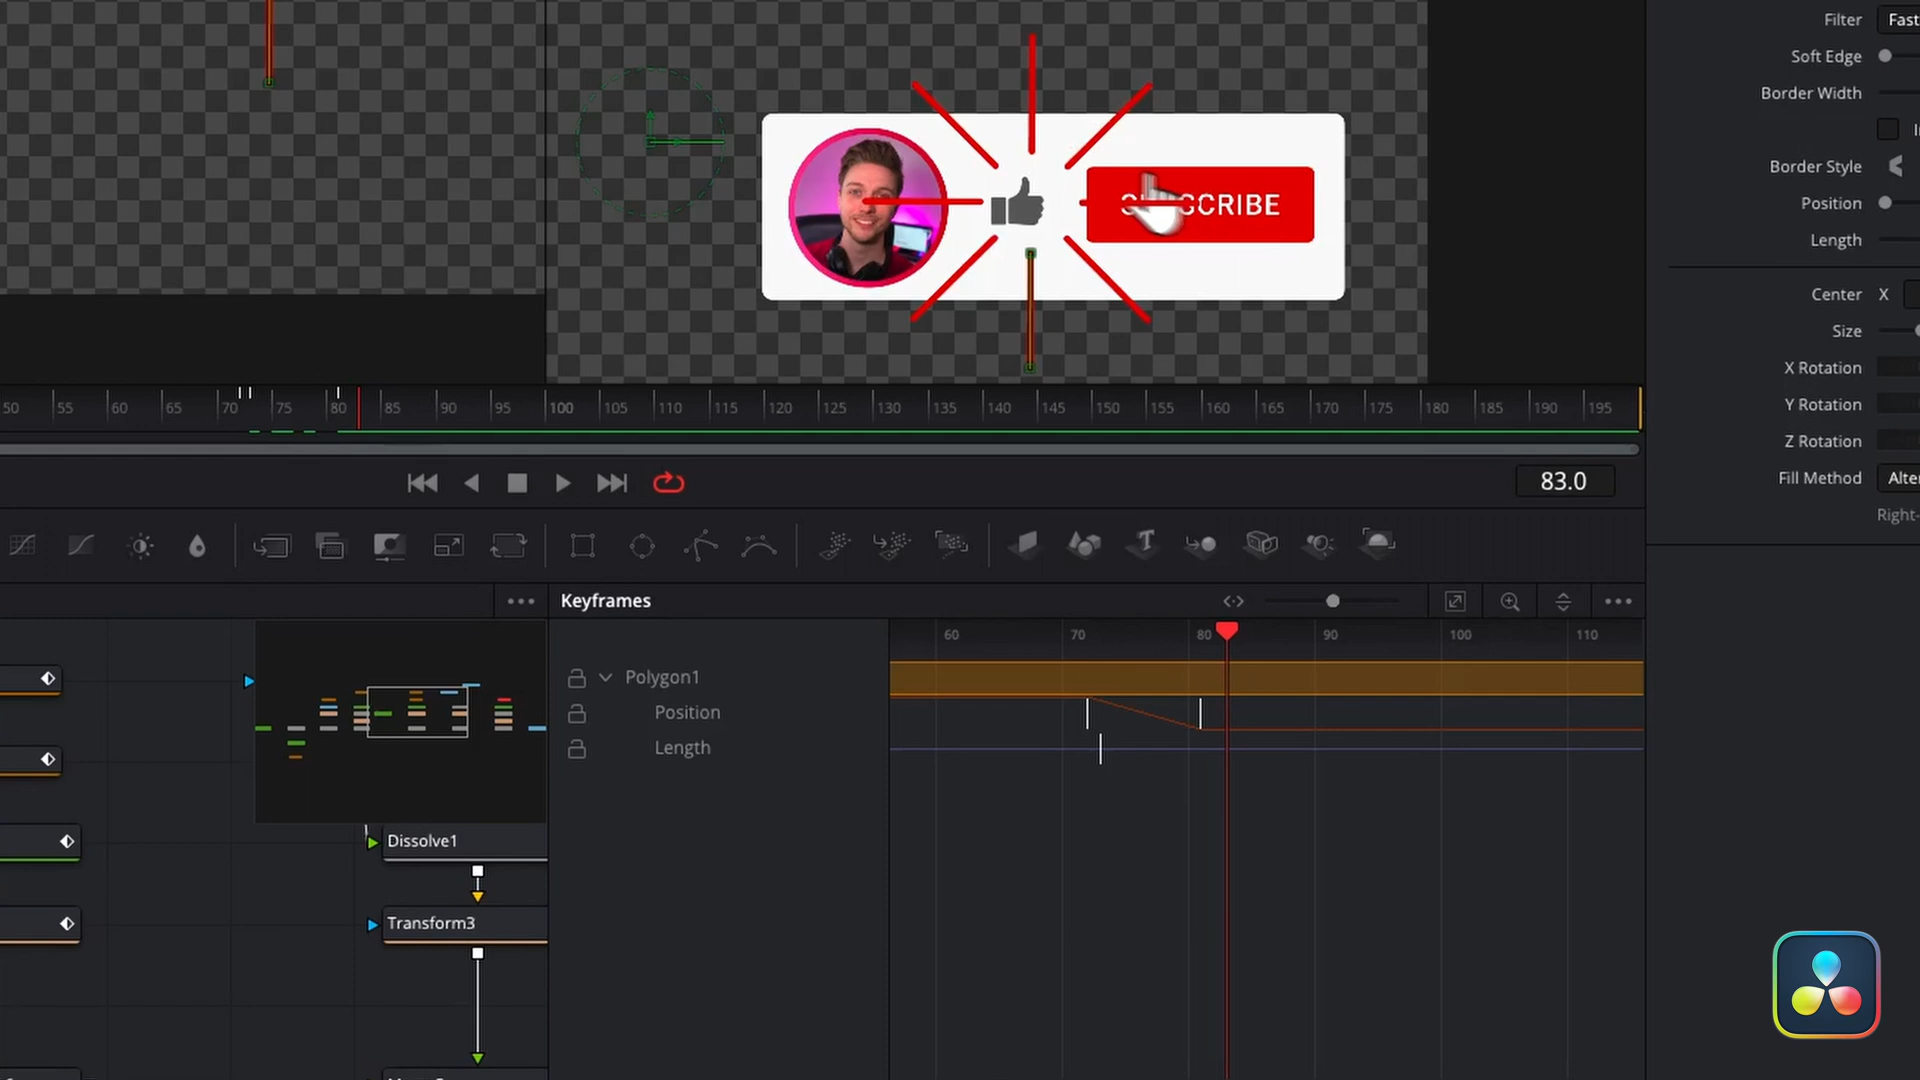 Filter Fast
Soft Edge
Border Width
Border Style
Position
Length
Center X
Size
X Rotation
Y Rotation
Z Rotation
Fill Method Alter
Right-
SCRIBE
50 55 60 65 70 75 80 85 90 95 100 105 110 115 120 125 130 135 140 145 150 155 160 165 170 175 180 185 190 195
83.0
Keyframes
60 70 80 90 100 110
Polygon1
Position
Length
Dissolve1
Transform3